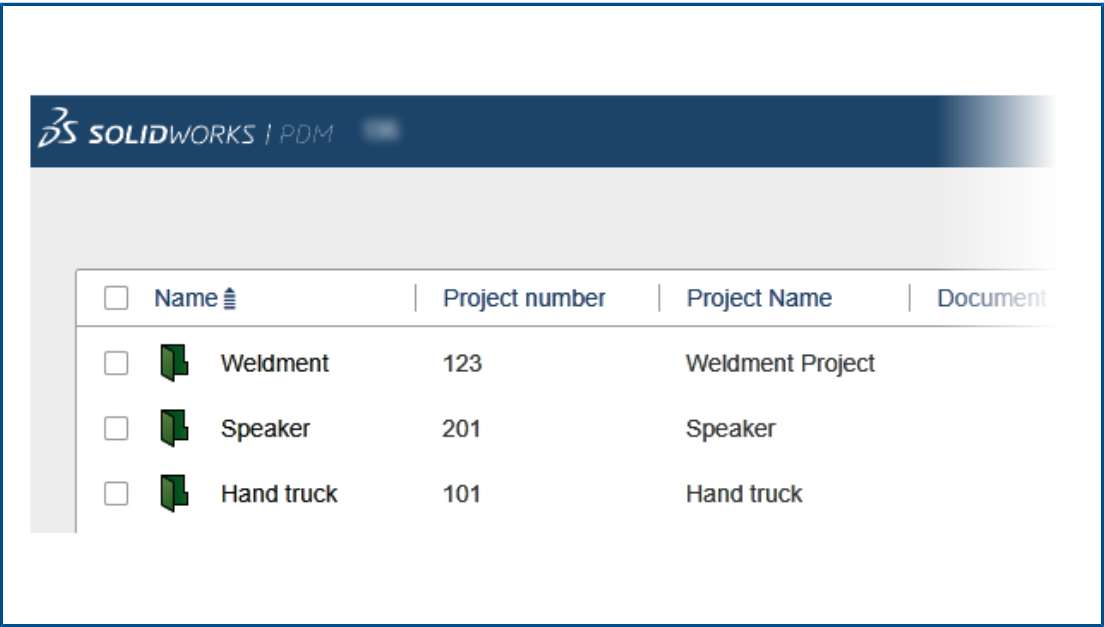 SOLIDWORKS | PDM
Name Project number Project Name Document
Weldment 123 Weldment Project
Speaker 201 Speaker
Hand truck 101 Hand truck